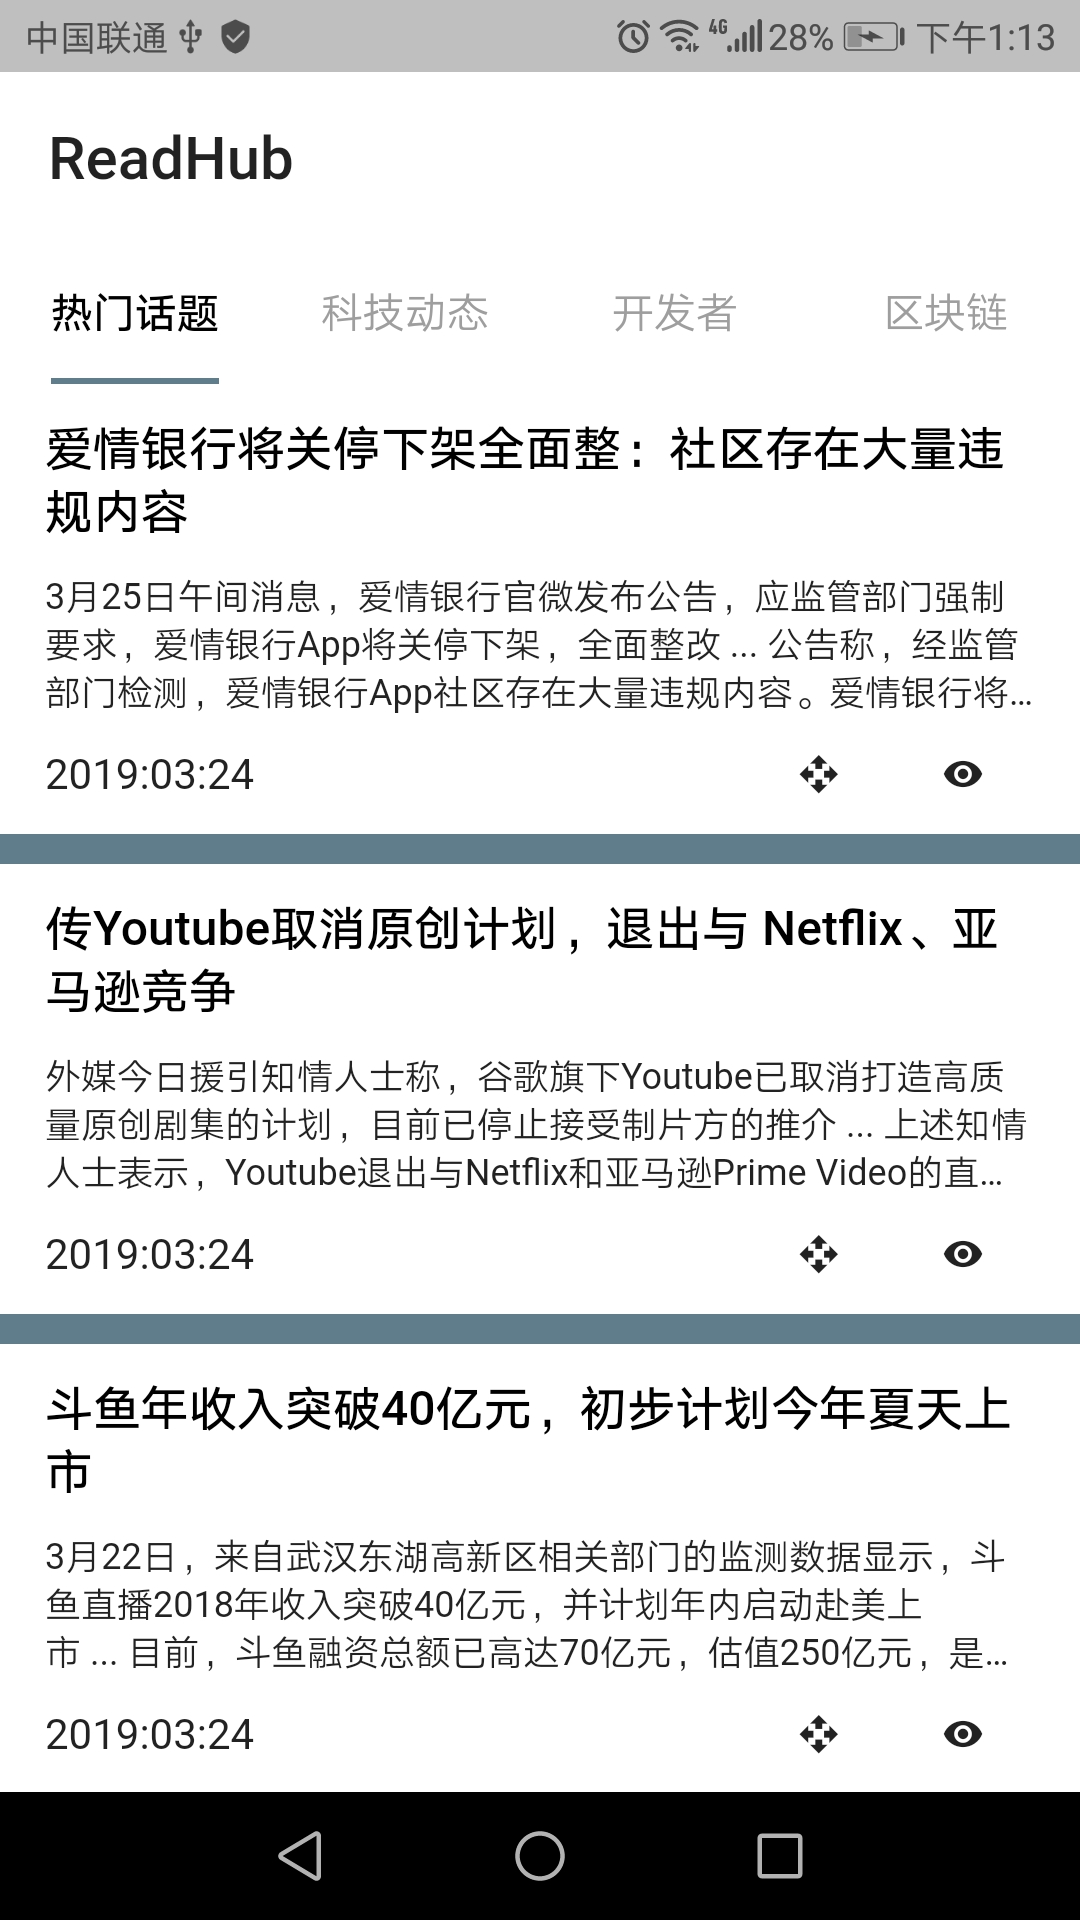 中国联通 4G 28% 下午1:13
ReadHub
热门话题 科技动态 开发者 区块链
爱情银行将关停下架全面整：社区存在大量违
规内容
3月25日午间消息，爱情银行官微发布公告，应监管部门强制
要求，爱情银行App将关停下架，全面整改 ... 公告称，经监管
部门检测，爱情银行App社区存在大量违规内容。爱情银行将...
2019:03:24
传Youtube取消原创计划，退出与 Netflix、亚
马逊竞争
外媒今日援引知情人士称，谷歌旗下Youtube已取消打造高质
量原创剧集的计划，目前已停止接受制片方的推介 ... 上述知情
人士表示，Youtube退出与Netflix和亚马逊Prime Video的直...
2019:03:24
斗鱼年收入突破40亿元，初步计划今年夏天上
市
3月22日，来自武汉东湖高新区相关部门的监测数据显示，斗
鱼直播2018年收入突破40亿元，并计划年内启动赴美上
市 ... 目前，斗鱼融资总额已高达70亿元，估值250亿元，是...
2019:03:24